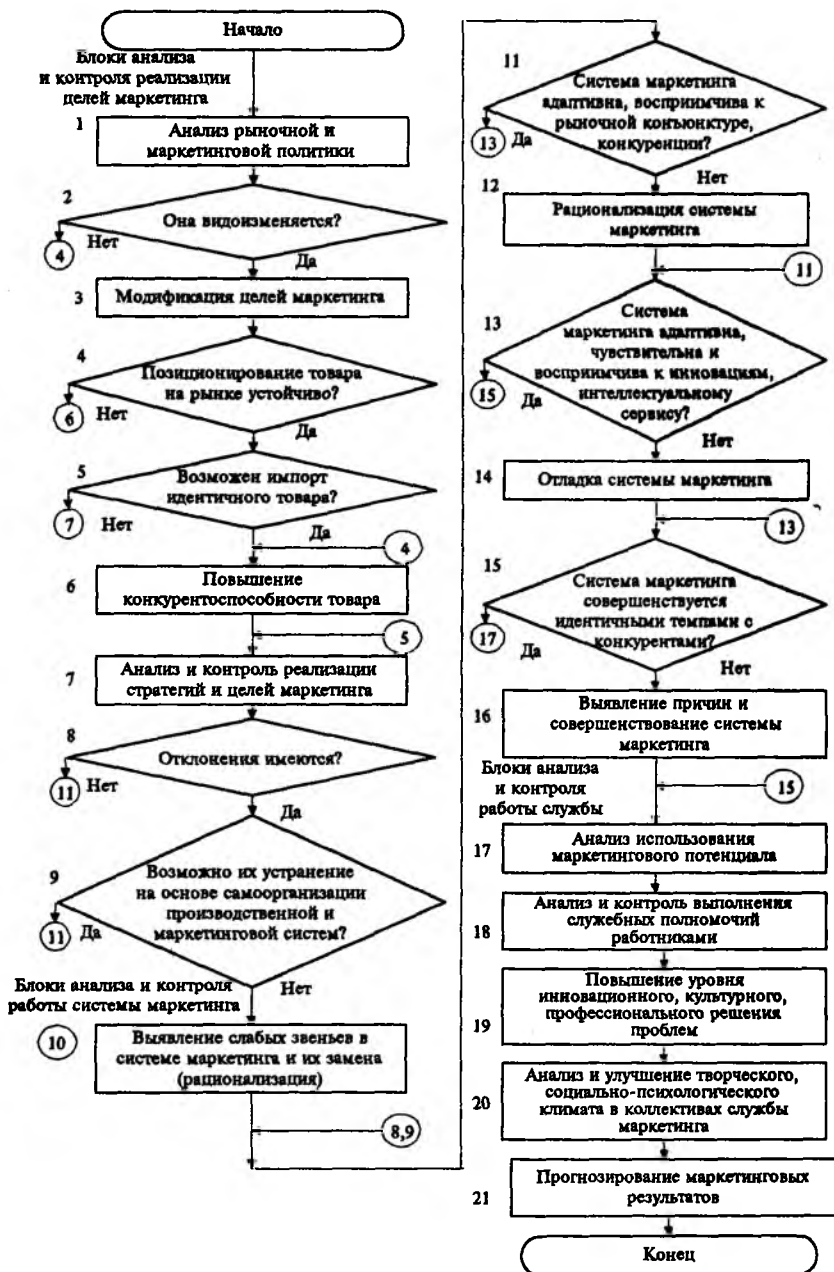 Начало
Блоки анализа
и контроля реализации
целей маркетинга
1
Анализ рыночной и
маркетинговой политики
2
Она видоизменяется?
Нет
4
Да
3
Модификация целей маркетинга
4
Позиционирование товара
на рынке устойчиво?
6
Нет
Да
5
Возможен импорт
идентичного товара?
7
Нет
Да
4
6
Повышение
конкурентоспособности товара
5
7
Анализ и контроль реализации
стратегий и целей маркетинга
8
Отклонения имеются?
11
Нет
Да
9
Возможно их устранение
на основе самоорганизации
производственной и
маркетинговой систем?
11
Да
Нет
Блоки анализа и контроля
работы системы маркетинга
10
Выявление слабых звеньев в
системе маркетинга и их замена
(рационализация)
8,9
11
Система маркетинга
адаптивна, восприимчива к
рыночной конъюнктуре,
конкуренции?
13
Да
Нет
12
Рационализация системы
маркетинга
11
13
Система
маркетинга адаптивна,
чувствительна и
восприимчива к инновациям,
интеллектуальному
сервису?
15
Да
Нет
14
Отладка системы маркетинга
13
15
Система маркетинга
совершенствуется
идентичными темпами с
конкурентами?
17
Да
Нет
16
Выявление причин и
совершенствование системы
маркетинга
Блоки анализа
и контроля
работы службы
15
17
Анализ использования
маркетингового потенциала
18
Анализ и контроль выполнения
служебных полномочий
работниками
19
Повышение уровня
инновационного, культурного,
профессионального решения
проблем
20
Анализ и улучшение творческого,
социально-психологического
климата в коллективах службы
маркетинга
21
Прогнозирование маркетинговых
результатов
Конец